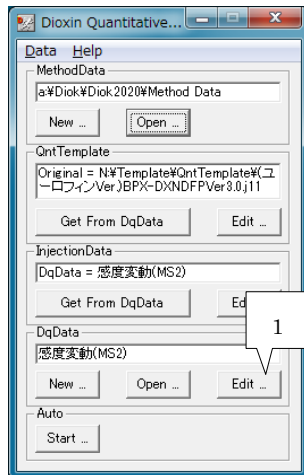 Dioxin Quantitative...
Data Help
MethodData
a:¥Diok¥Diok2020¥Method Data
New ... Open ...
QntTemplate
Original = N:¥Template¥QntTemplate¥(ユ
ーロフィンVer.)BPX-DXNDFPVer3.0.j11
Get From DqData Edit ...
InjectionData
DqData = 感度変動(MS2)
Get From DqData Ed
1
DqData
感度変動(MS2)
New ... Open ... Edit ...
Auto
Start ...